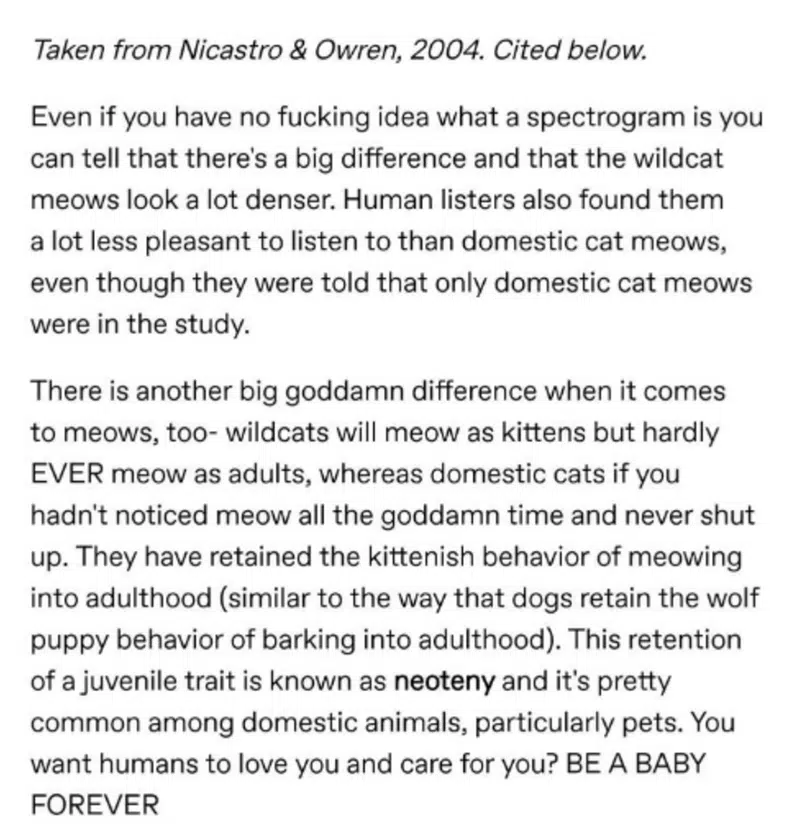 Taken from Nicastro & Owren, 2004. Cited below.
Even if you have no fucking idea what a spectrogram is you
can tell that there's a big difference and that the wildcat
meows look a lot denser. Human listers also found them
a lot less pleasant to listen to than domestic cat meows,
even though they were told that only domestic cat meows
were in the study.
There is another big goddamn difference when it comes
to meows, too- wildcats will meow as kittens but hardly
EVER meow as adults, whereas domestic cats if you
hadn't noticed meow all the goddamn time and never shut
up. They have retained the kittenish behavior of meowing
into adulthood (similar to the way that dogs retain the wolf
puppy behavior of barking into adulthood). This retention
of a juvenile trait is known as neoteny and it's pretty
common among domestic animals, particularly pets. You
want humans to love you and care for you? BE A BABY
FOREVER